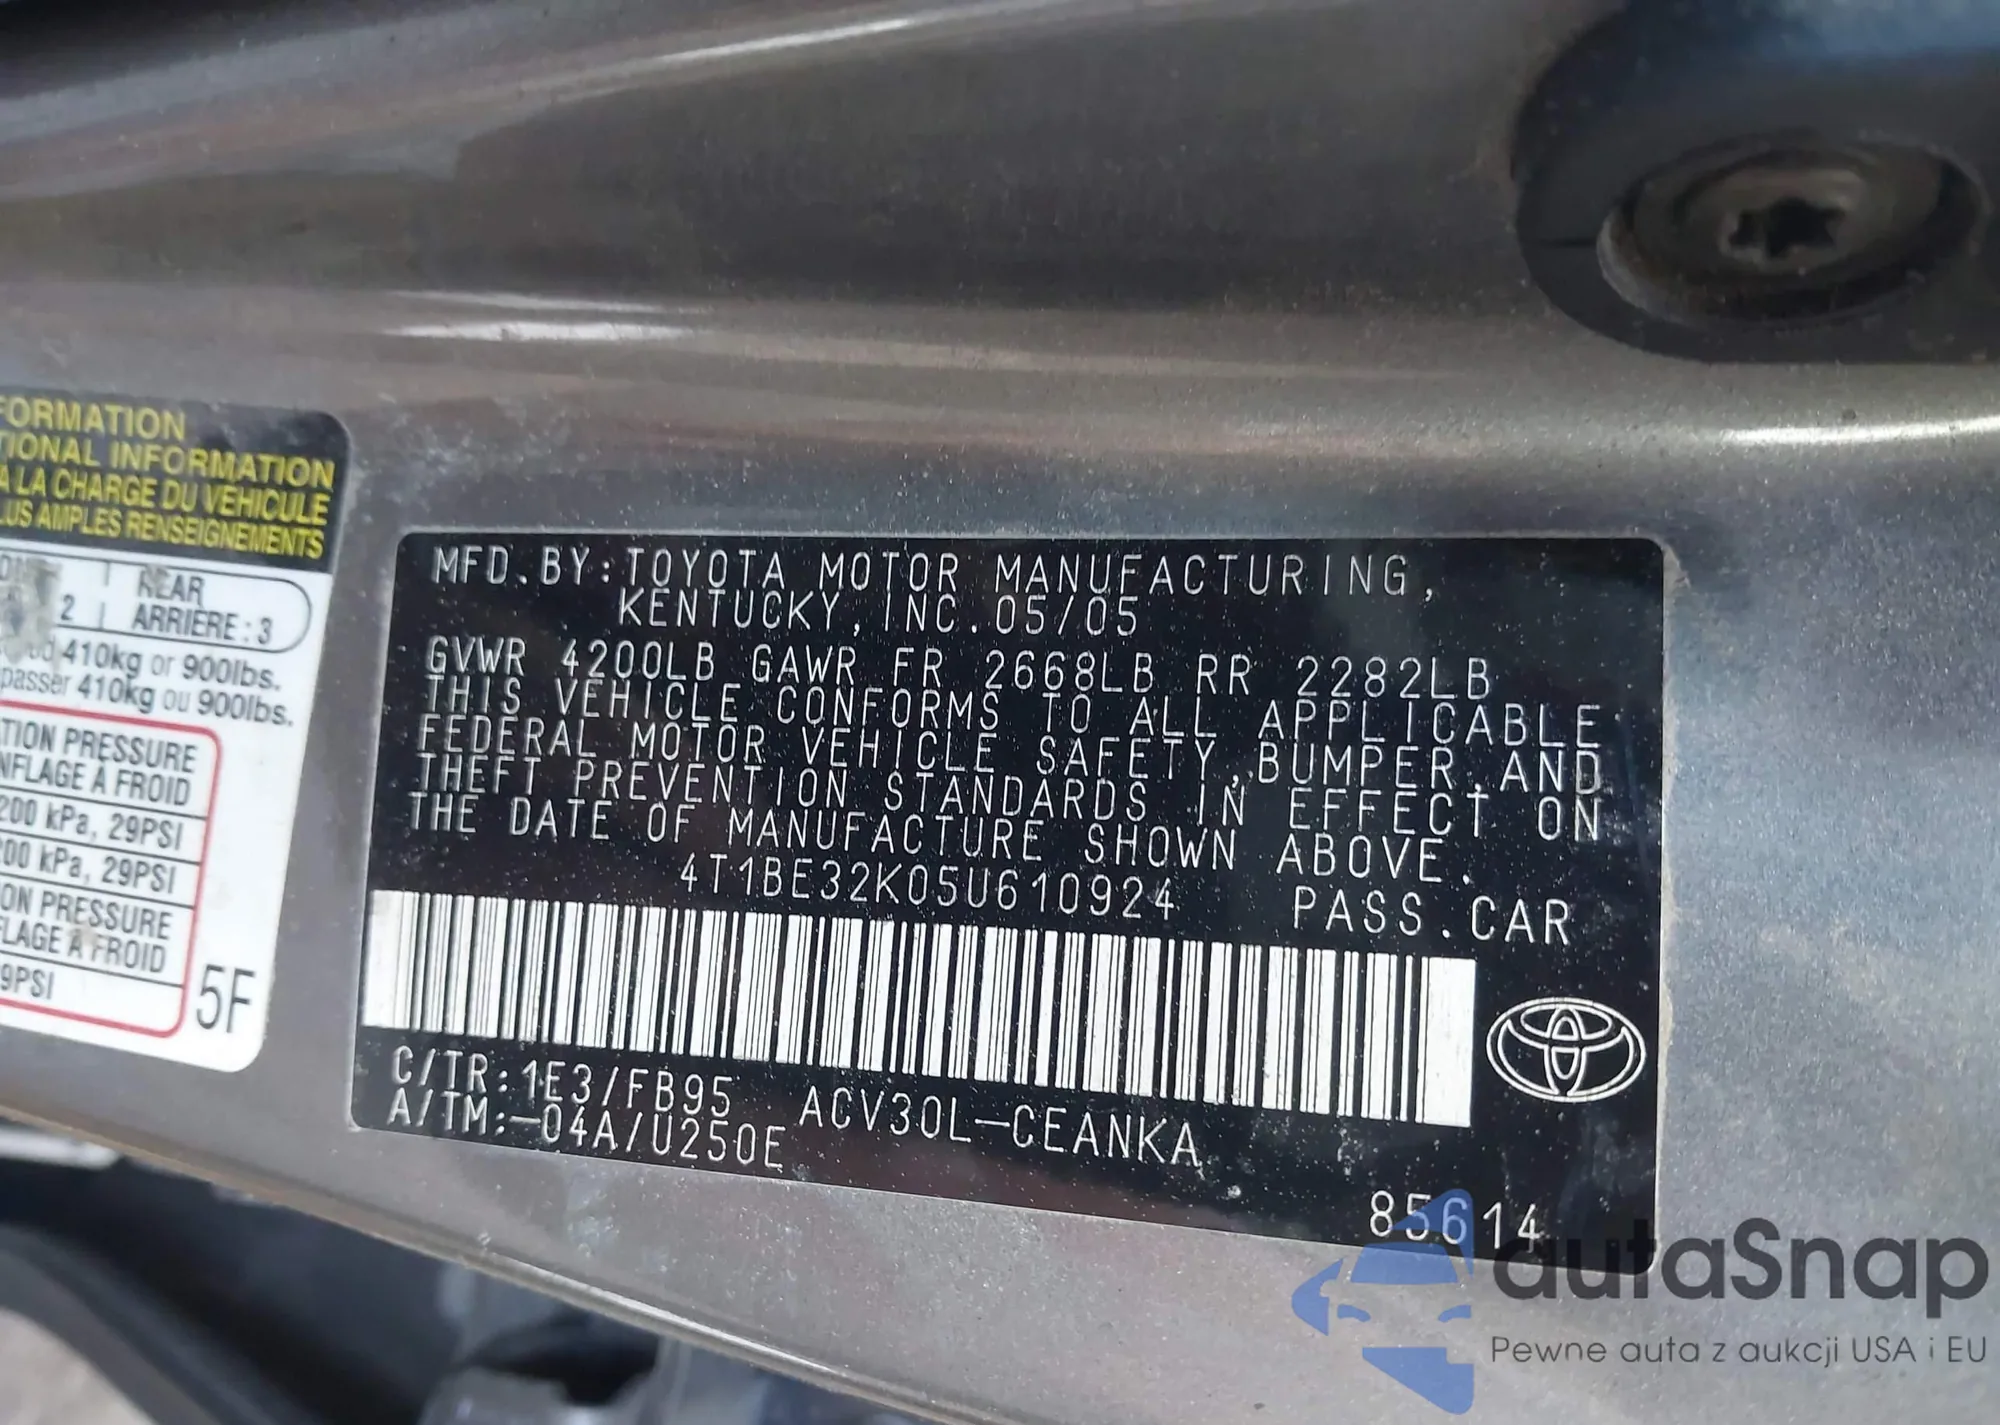 FORMATION
TIONAL INFORMATION
À LA CHARGE DU VÉHICULE
LUS AMPLES RENSEIGNEMENTS
2 | REAR
ARRIÈRE : 3
410kg or 900lbs.
passer 410kg ou 900lbs.
TION PRESSURE
NFLAGE À FROID
200 kPa, 29PSI
200 kPa, 29PSI
ION PRESSURE
FLAGE À FROID
9PSI
5F
MFD.BY:TOYOTA MOTOR MANUFACTURING,
KENTUCKY, INC. 05/05
GVWR 4200LB GAWR FR 2668LB RR 2282LB
THIS VEHICLE CONFORMS TO ALL APPLICABLE
FEDERAL MOTOR VEHICLE SAFETY,BUMPER,AND
THEFT PREVENTION STANDARDS IN EFFECT ON
THE DATE OF MANUFACTURE SHOWN ABOVE.
4T1BE32K05U610924 PASS.CAR
C/TR:1E3/FB95 ACV30L-CEANKA
A/TM:-04A/U250E
85614
autaSnap
Pewne auta z aukcji USA i EU